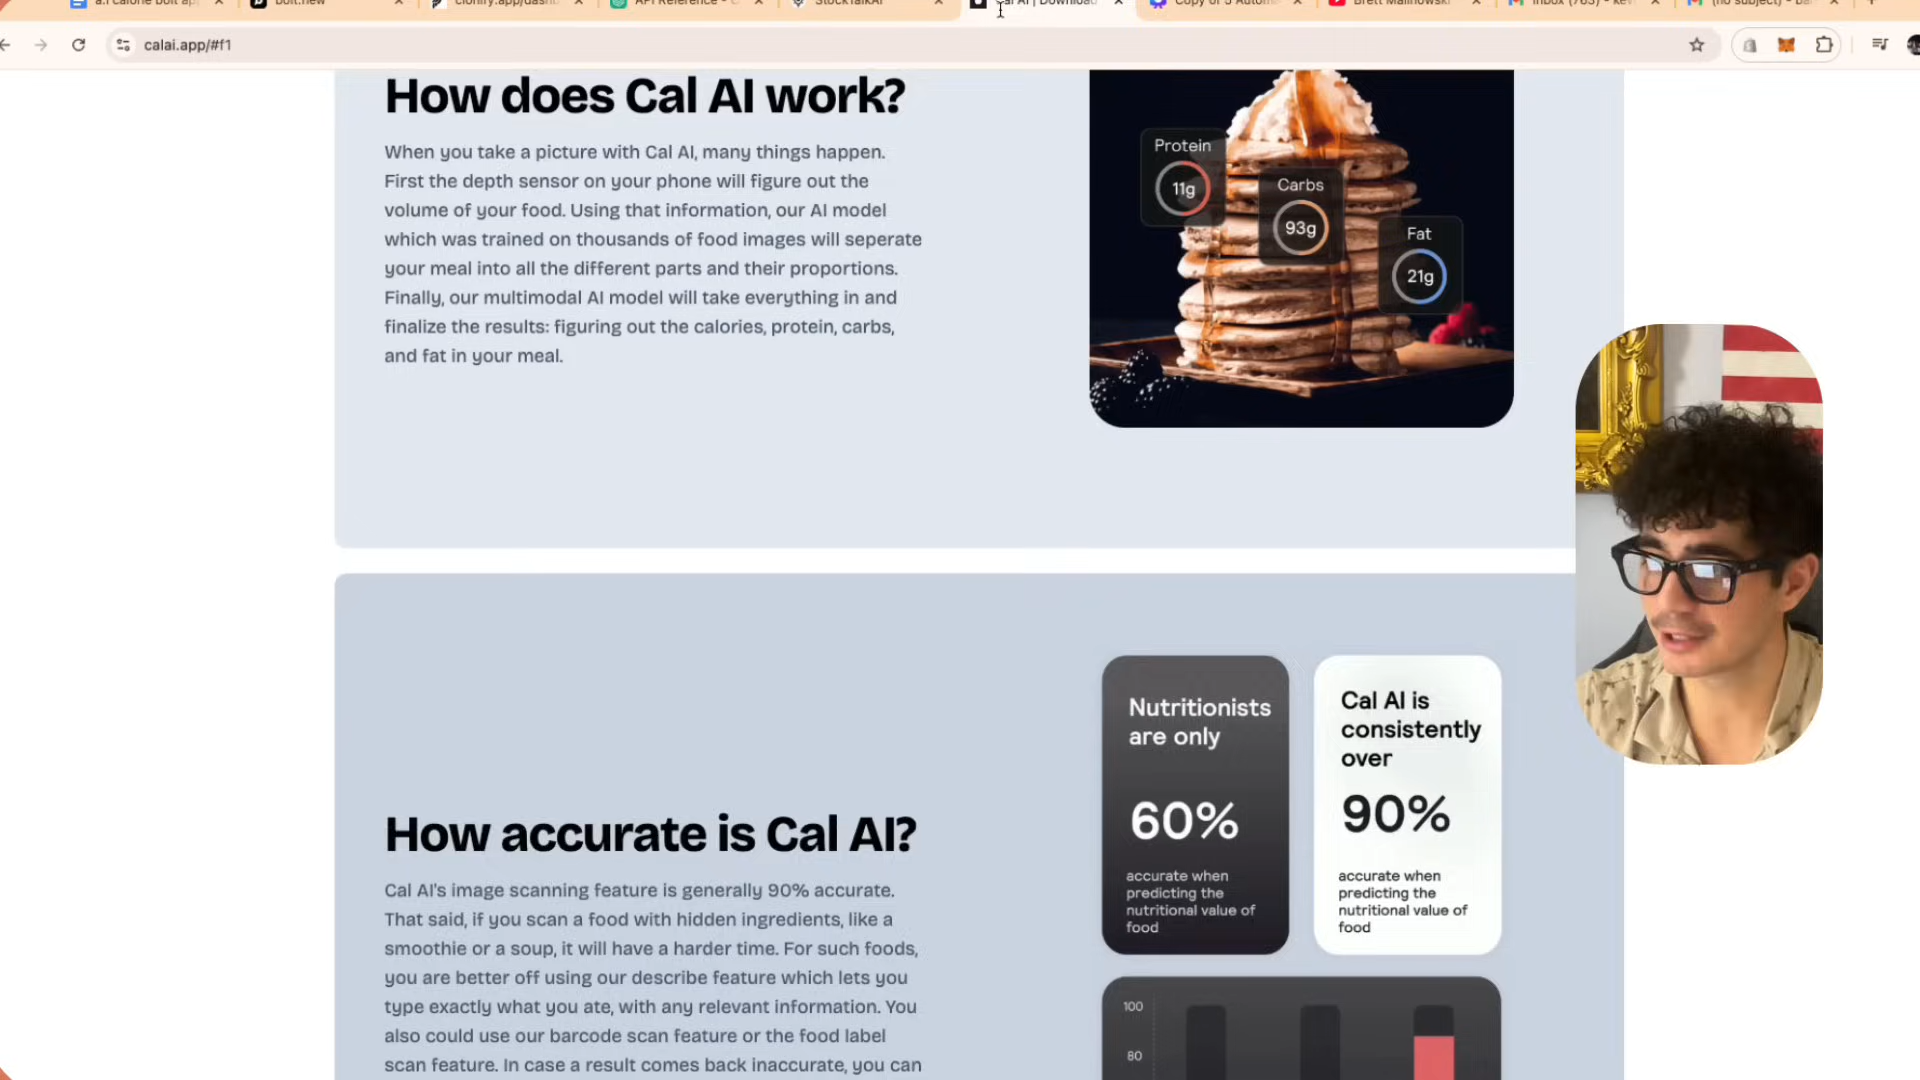 calai.app/#f1
How does Cal AI work?
When you take a picture with Cal AI, many things happen.
First the depth sensor on your phone will figure out the
volume of your food. Using that information, our AI model
which was trained on thousands of food images will seperate
your meal into all the different parts and their proportions.
Finally, our multimodal AI model will take everything in and
finalize the results: figuring out the calories, protein, carbs,
and fat in your meal.
Protein
11g
Carbs
93g
Fat
21g
How accurate is Cal AI?
Cal AI's image scanning feature is generally 90% accurate.
That said, if you scan a food with hidden ingredients, like a
smoothie or a soup, it will have a harder time. For such foods,
you are better off using our describe feature which lets you
type exactly what you ate, with any relevant information. You
also could use our barcode scan feature or the food label
scan feature. In case a result comes back inaccurate, you can
Nutritionists
are only
60%
accurate when
predicting the
nutritional value of
food
Cal AI is
consistently
over
90%
accurate when
predicting the
nutritional value of
food
100
80